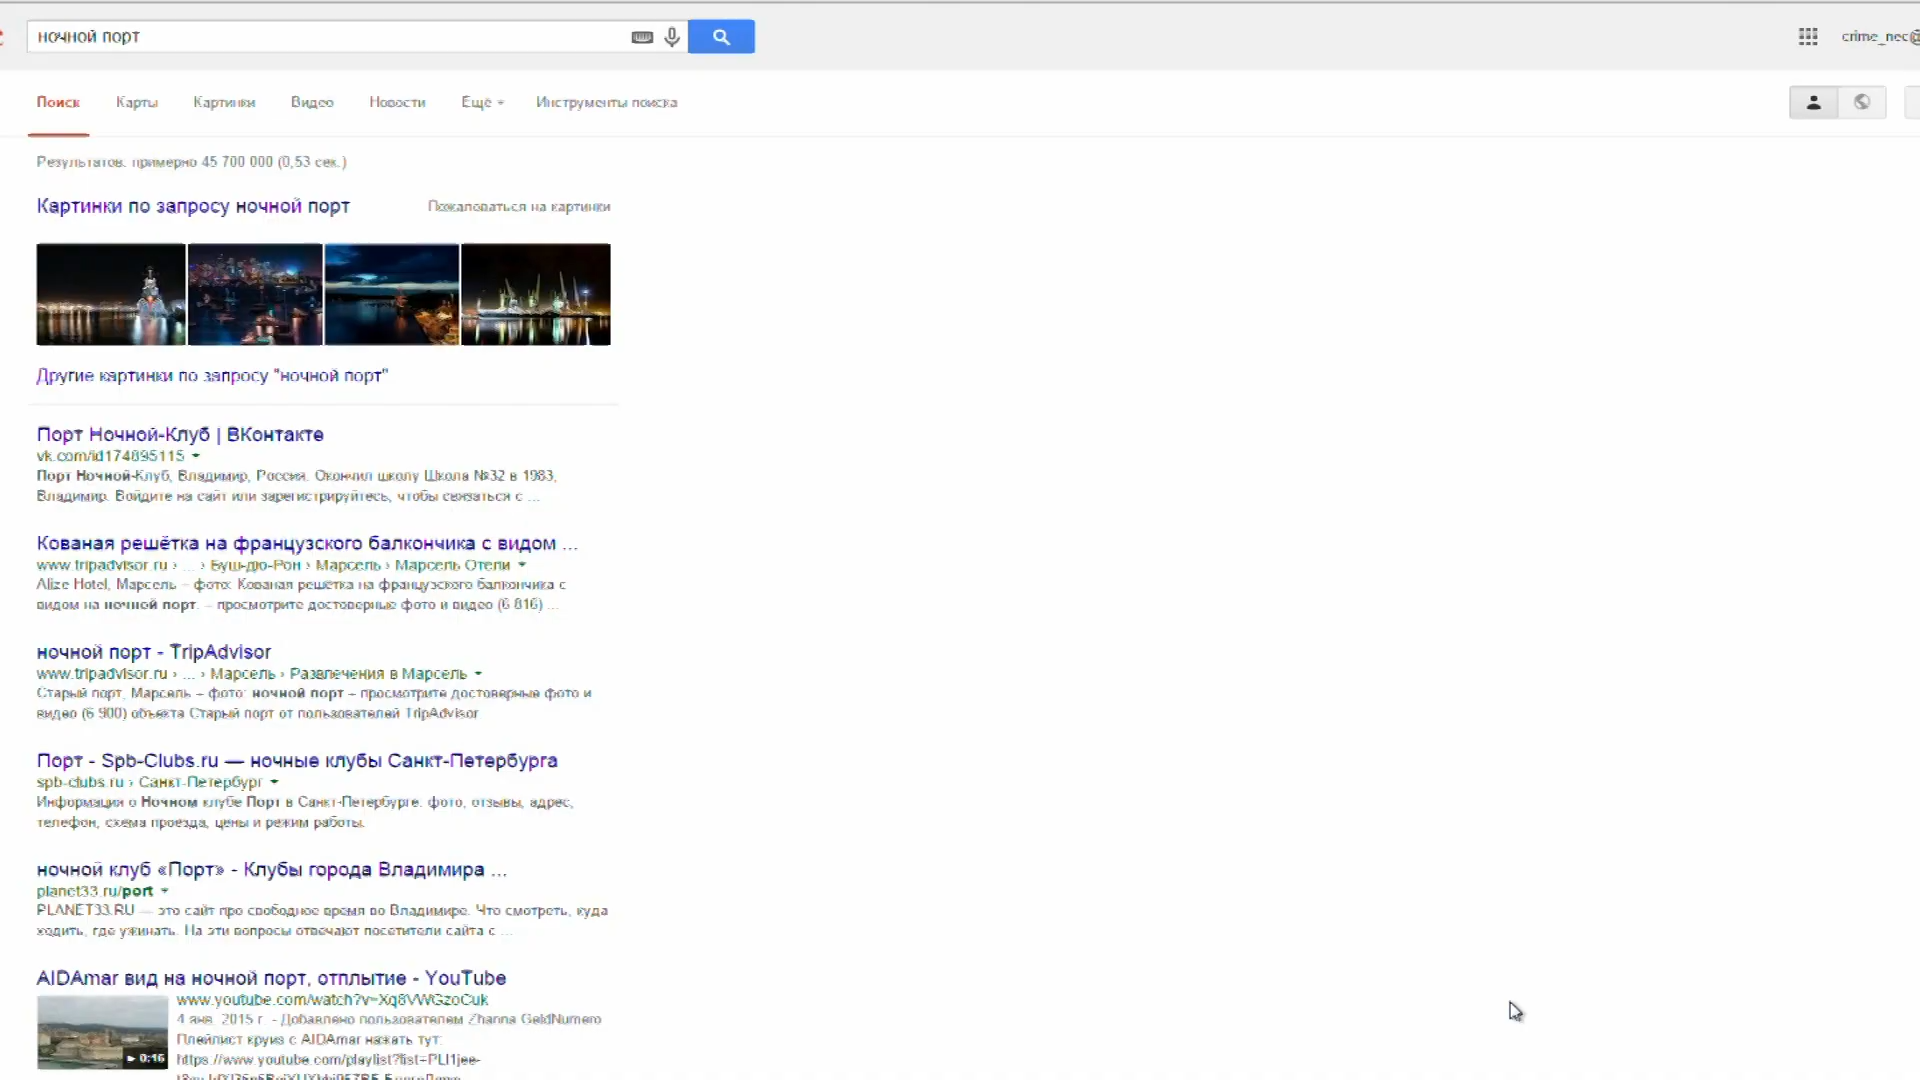 ночной порт
crime_nec@
Поиск Карты Картинки Видео Новости Ещё Инструменты поиска
Результатов: примерно 45 700 000 (0,53 сек.)
Картинки по запросу ночной порт Пожаловаться на картинки
Другие картинки по запросу "ночной порт"
Порт Ночной-Клуб | ВКонтакте
vk.com/id174895115
Порт Ночной-Клуб, Владимир, Россия. Окончил школу Школа №32 в 1983,
Владимир. Войдите на сайт или зарегистрируйтесь, чтобы связаться с ...
Кованая решётка на французского балкончика с видом ...
www.tripadvisor.ru › ... › Буш-дю-Рон › Марсель › Марсель Отели
Alize Hotel, Марсель – фото: Кованая решётка на французского балкончика с
видом на ночной порт. – просмотрите достоверные фото и видео (6 816) ...
ночной порт - TripAdvisor
www.tripadvisor.ru › ... › Марсель › Развлечения в Марсель
Старый порт, Марсель – фото: ночной порт – просмотрите достоверные фото и
видео (6 900) объекта Старый порт от пользователей TripAdvisor
Порт - Spb-Clubs.ru — ночные клубы Санкт-Петербурга
spb-clubs.ru › Санкт-Петербург
Информация о Ночном клубе Порт в Санкт-Петербурге: фото, отзывы, адрес,
телефон, схема проезда, цены и режим работы.
ночной клуб «Порт» - Клубы города Владимира ...
planet33.ru/port
PLANET33.RU — это сайт про свободное время во Владимире. Что смотреть, куда
ходить, где ужинать. На эти вопросы отвечают посетители сайта с ...
AIDAmar вид на ночной порт, отплытие - YouTube
www.youtube.com/watch?v=Xq8VWGzoCuk
4 янв. 2015 г. - Добавлено пользователем Zhanna GeldNumero
Плейлист круиз с AIDAmar нажать тут:
0:16
https://www.youtube.com/playlist?list=PLI1jee-